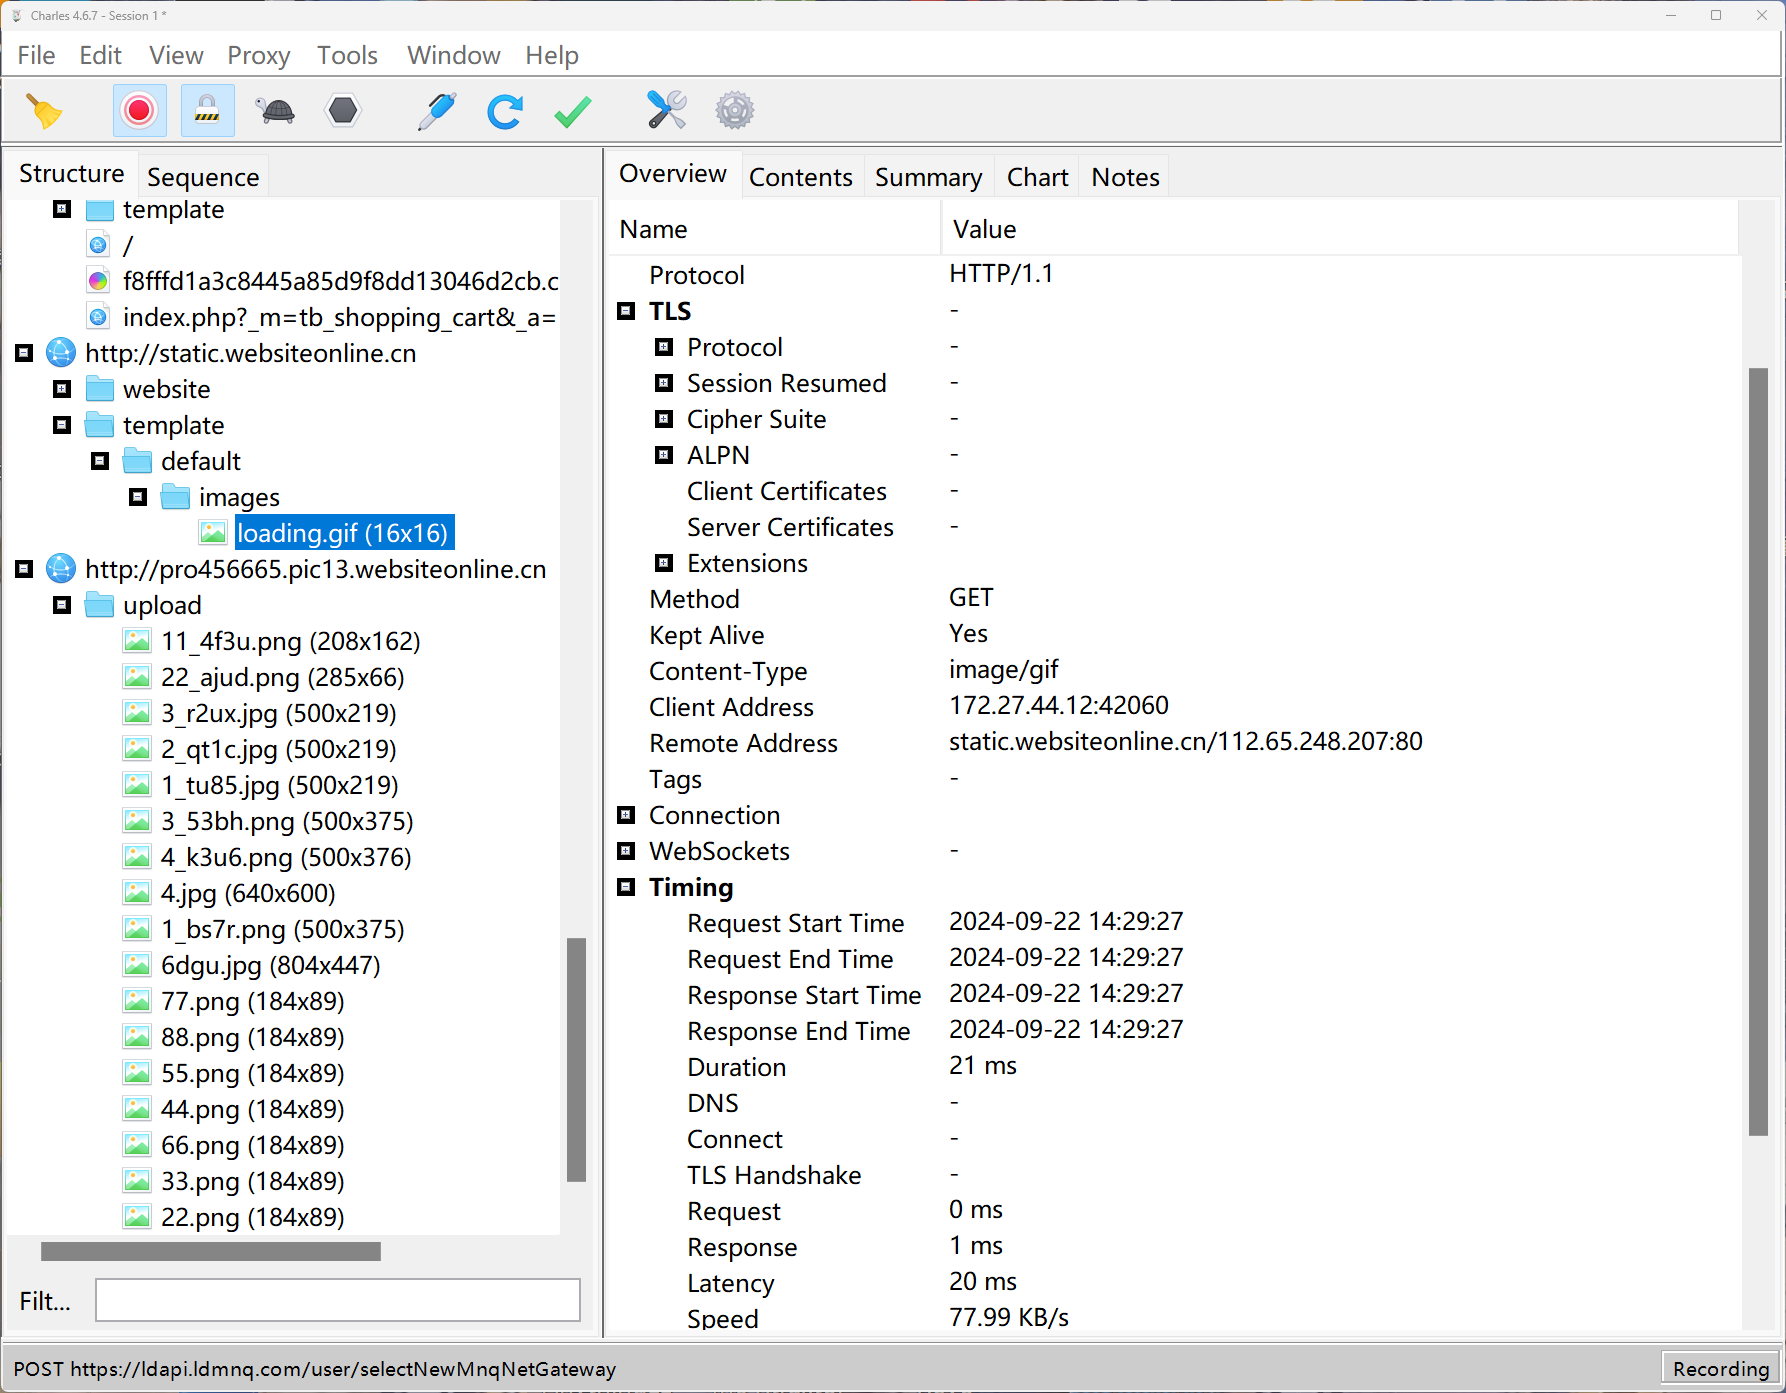 Charles 4.6.7 - Session 1 *
File Edit View Proxy Tools Window Help
Structure Sequence
template
/
f8fffd1a3c8445a85d9f8dd13046d2cb.c
index.php?_m=tb_shopping_cart&_a=
http://static.websiteonline.cn
website
template
default
images
loading.gif (16x16)
http://pro456665.pic13.websiteonline.cn
upload
11_4f3u.png (208x162)
22_ajud.png (285x66)
3_r2ux.jpg (500x219)
2_qt1c.jpg (500x219)
1_tu85.jpg (500x219)
3_53bh.png (500x375)
4_k3u6.png (500x376)
4.jpg (640x600)
1_bs7r.png (500x375)
6dgu.jpg (804x447)
77.png (184x89)
88.png (184x89)
55.png (184x89)
44.png (184x89)
66.png (184x89)
33.png (184x89)
22.png (184x89)
Filt...
Overview Contents Summary Chart Notes
Name Value
Protocol HTTP/1.1
TLS -
Protocol -
Session Resumed -
Cipher Suite -
ALPN -
Client Certificates -
Server Certificates -
Extensions
Method GET
Kept Alive Yes
Content-Type image/gif
Client Address 172.27.44.12:42060
Remote Address static.websiteonline.cn/112.65.248.207:80
Tags -
Connection
WebSockets -
Timing
Request Start Time 2024-09-22 14:29:27
Request End Time 2024-09-22 14:29:27
Response Start Time 2024-09-22 14:29:27
Response End Time 2024-09-22 14:29:27
Duration 21 ms
DNS -
Connect -
TLS Handshake -
Request 0 ms
Response 1 ms
Latency 20 ms
Speed 77.99 KB/s
POST https://ldapi.ldmnq.com/user/selectNewMnqNetGateway
Recording